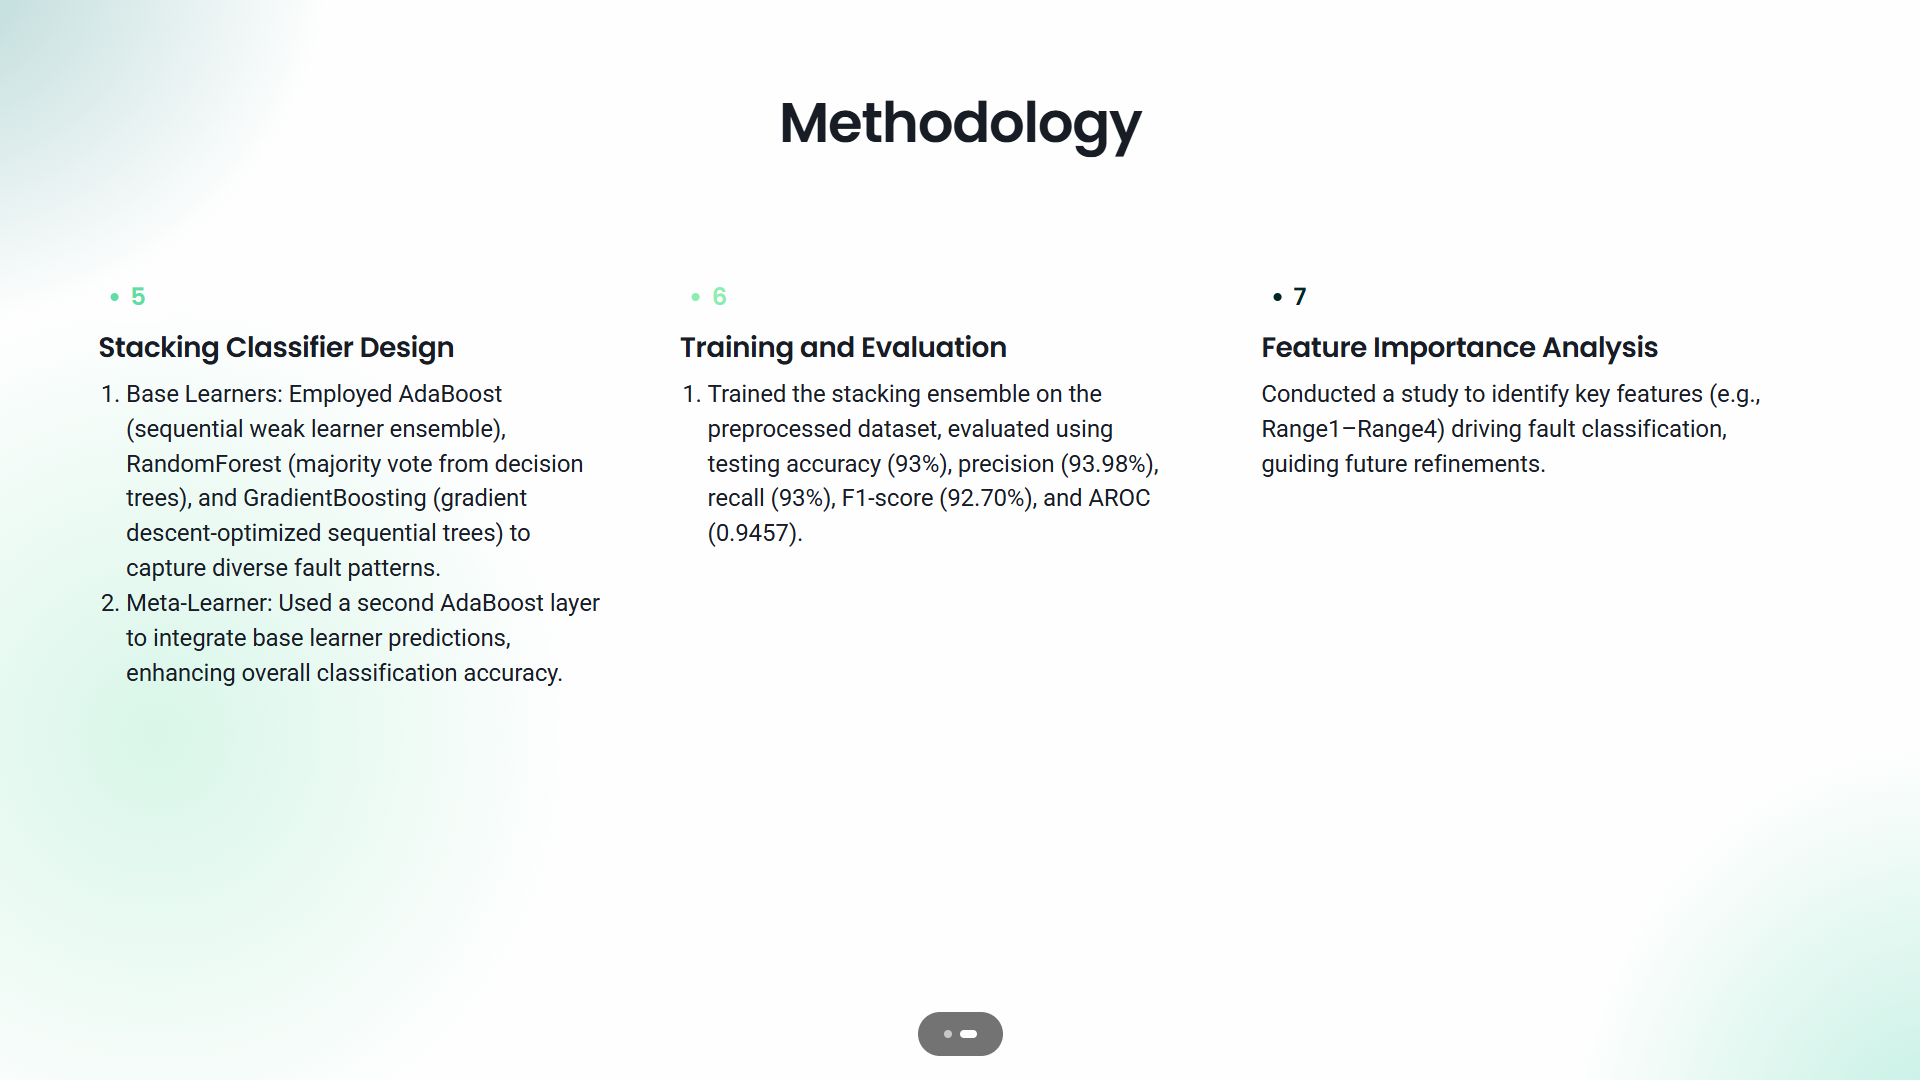 Methodology
• 5
Stacking Classifier Design
1. Base Learners: Employed AdaBoost
(sequential weak learner ensemble),
RandomForest (majority vote from decision
trees), and GradientBoosting (gradient
descent-optimized sequential trees) to
capture diverse fault patterns.
2. Meta-Learner: Used a second AdaBoost layer
to integrate base learner predictions,
enhancing overall classification accuracy.
• 6
Training and Evaluation
1. Trained the stacking ensemble on the
preprocessed dataset, evaluated using
testing accuracy (93%), precision (93.98%),
recall (93%), F1-score (92.70%), and AROC
(0.9457).
• 7
Feature Importance Analysis
Conducted a study to identify key features (e.g.,
Range1–Range4) driving fault classification,
guiding future refinements.